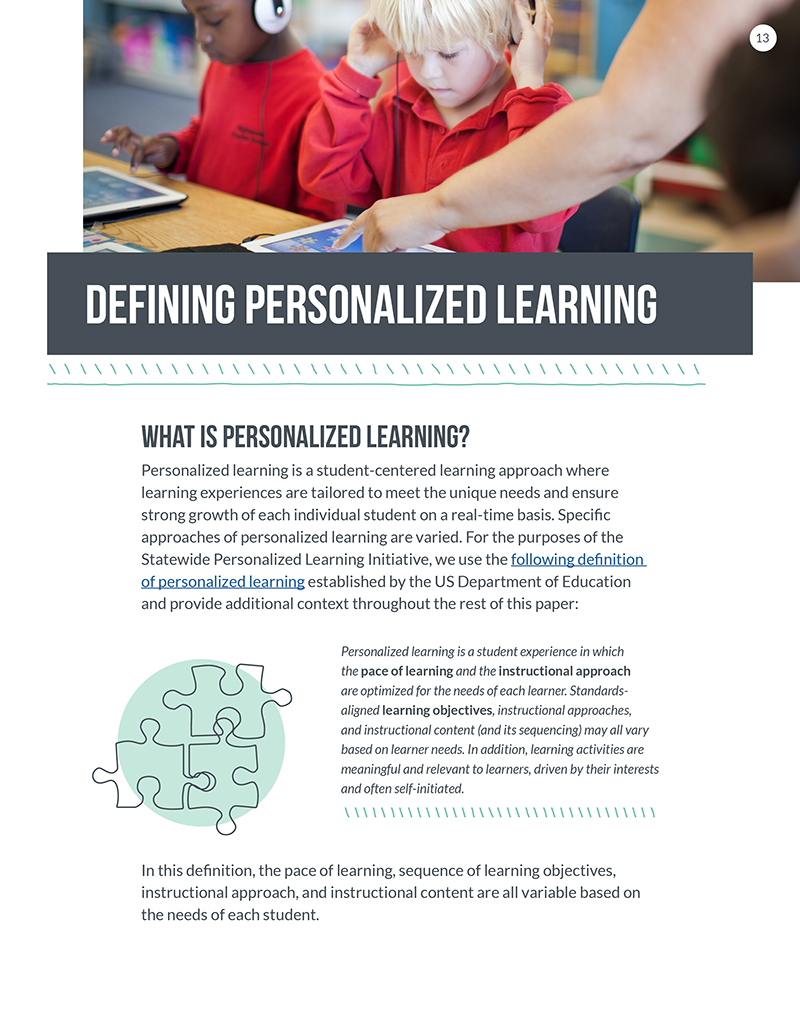 13
DEFINING PERSONALIZED LEARNING
WHAT IS PERSONALIZED LEARNING?
Personalized learning is a student-centered learning approach where
learning experiences are tailored to meet the unique needs and ensure
strong growth of each individual student on a real-time basis. Specific
approaches of personalized learning are varied. For the purposes of the
Statewide Personalized Learning Initiative, we use the following definition
of personalized learning established by the US Department of Education
and provide additional context throughout the rest of this paper:
Personalized learning is a student experience in which
the pace of learning and the instructional approach
are optimized for the needs of each learner. Standards-
aligned learning objectives, instructional approaches,
and instructional content (and its sequencing) may all vary
based on learner needs. In addition, learning activities are
meaningful and relevant to learners, driven by their interests
and often self-initiated.
In this definition, the pace of learning, sequence of learning objectives,
instructional approach, and instructional content are all variable based on
the needs of each student.